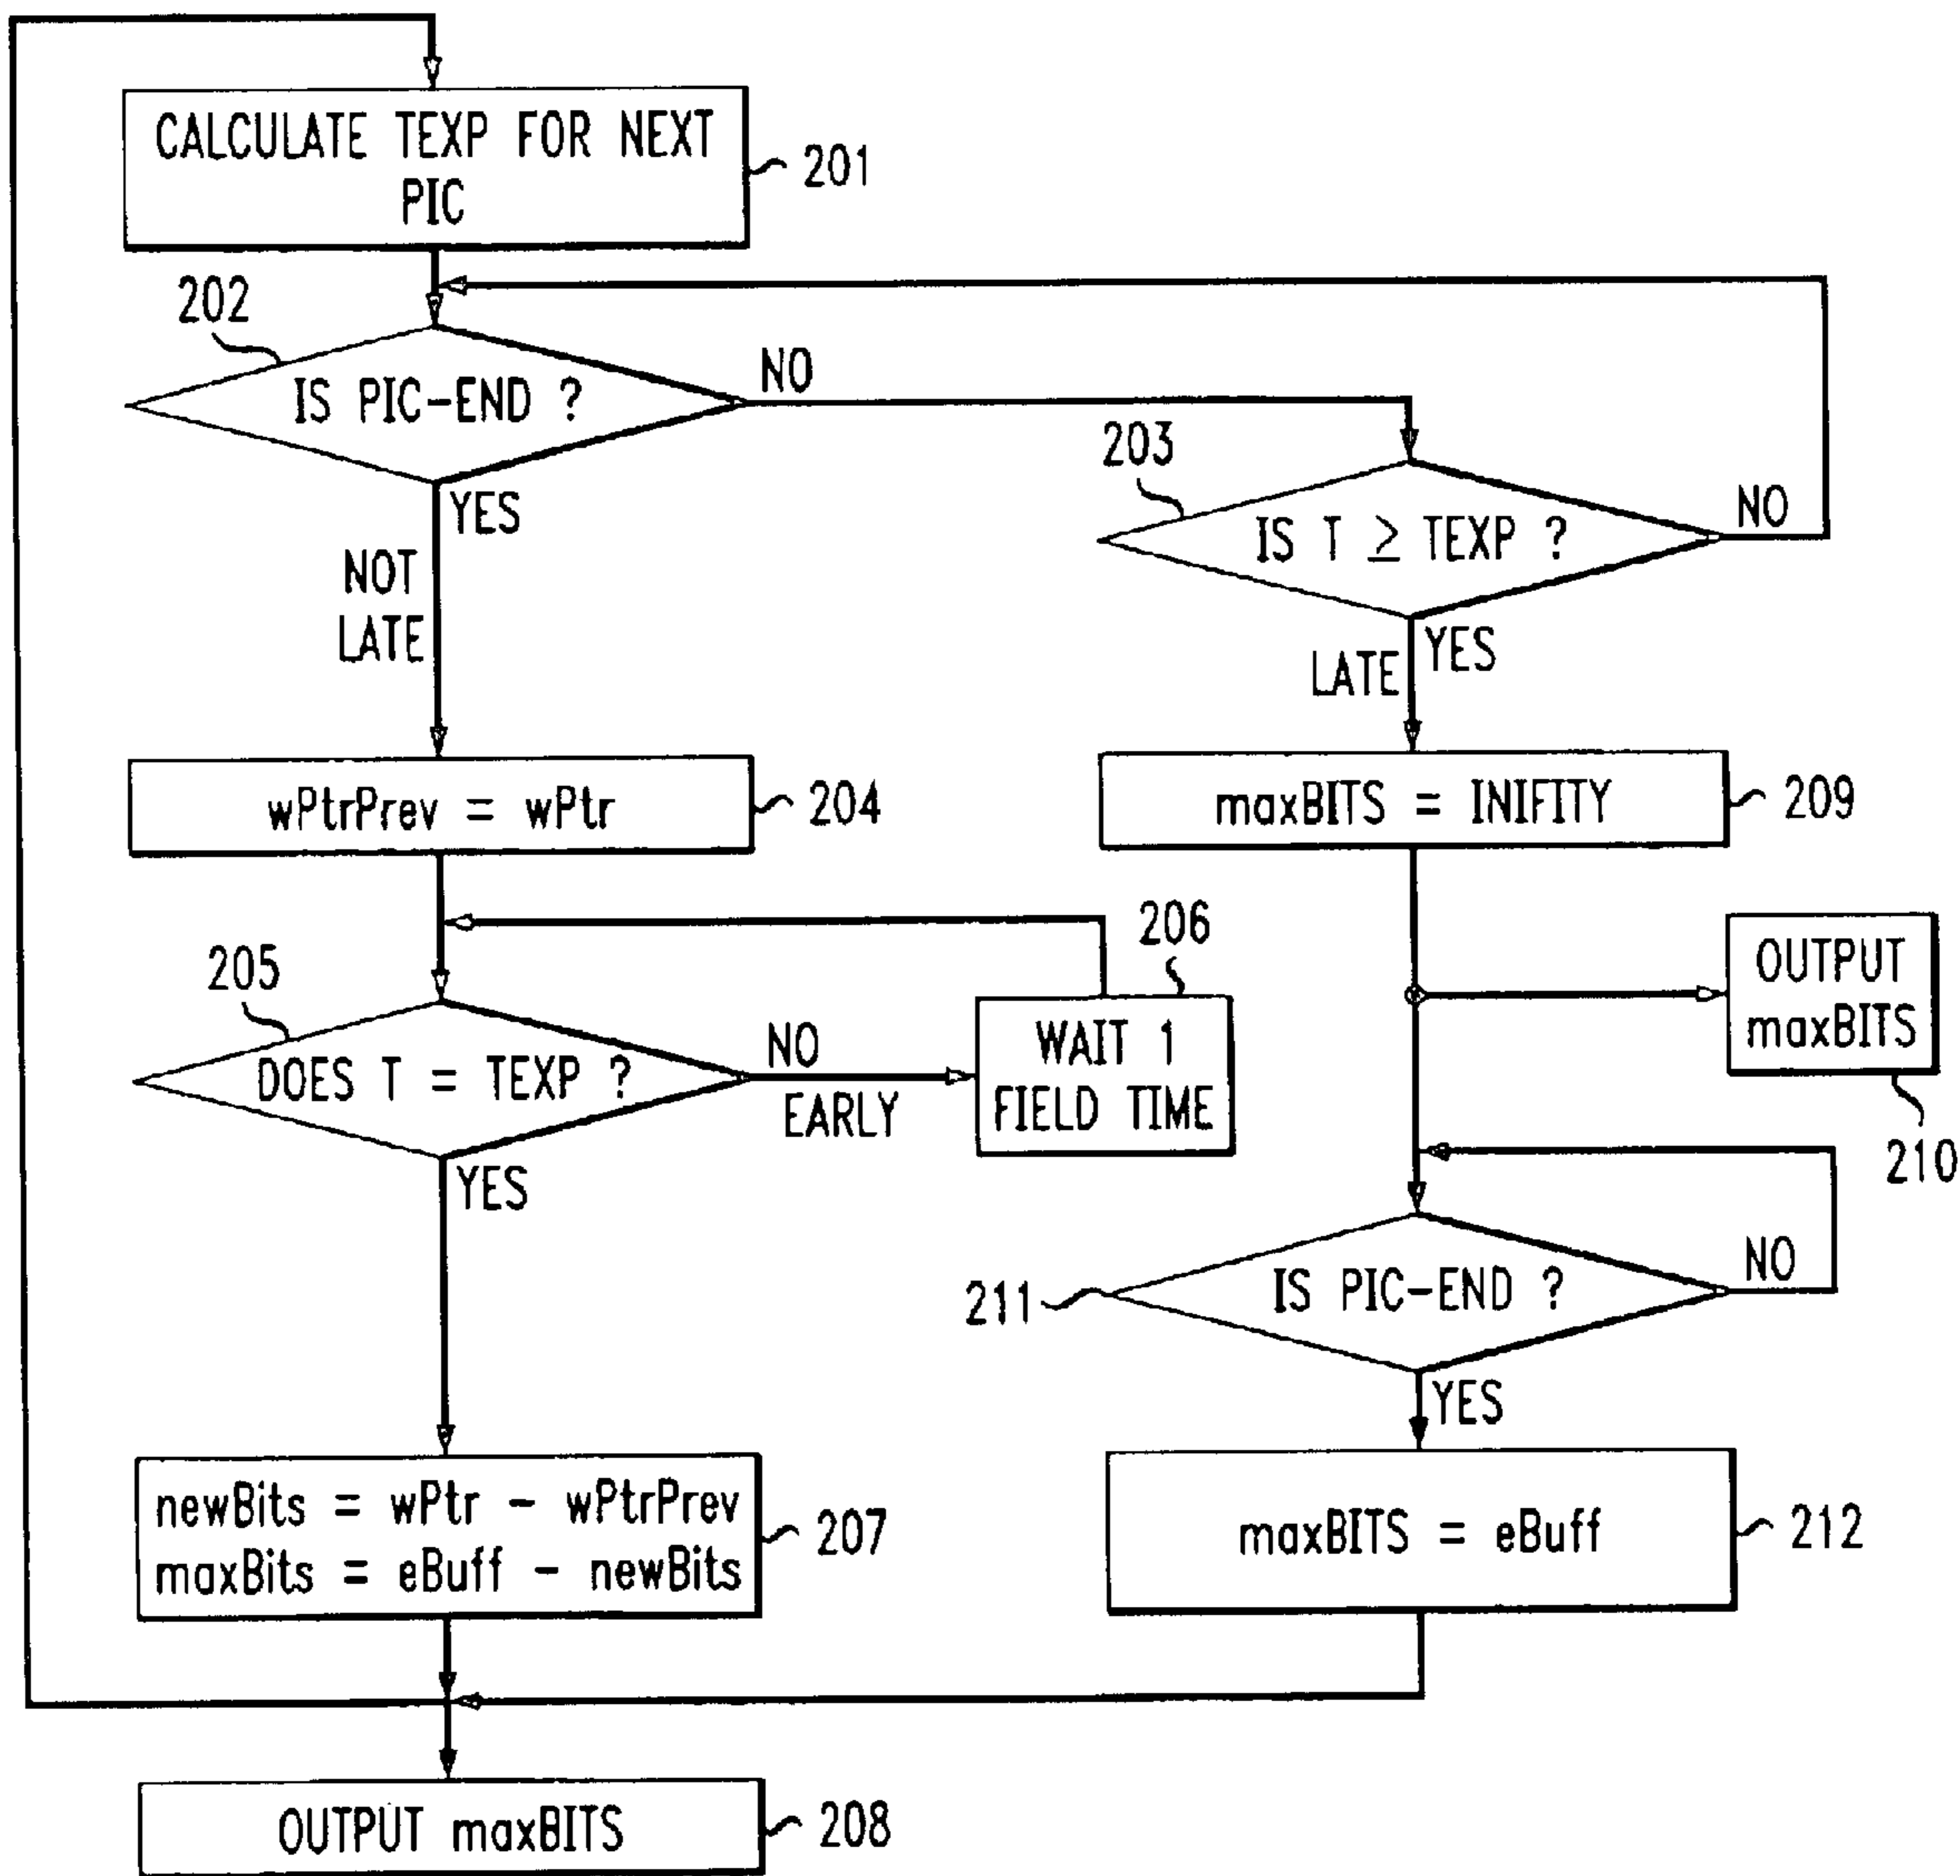 CALCULATE TEXP FOR NEXT
PIC
201
202
IS PIC-END ?
NO
YES
NOT
LATE
203
IS T ≥ TEXP ?
NO
YES
LATE
wPtrPrev = wPtr
204
maxBITS = INIFITY
209
205
DOES T = TEXP ?
NO
EARLY
YES
206
WAIT 1
FIELD TIME
OUTPUT
maxBITS
210
211
IS PIC-END ?
NO
YES
newBits = wPtr - wPtrPrev
maxBits = eBuff - newBits
207
maxBITS = eBuff
212
OUTPUT maxBITS
208